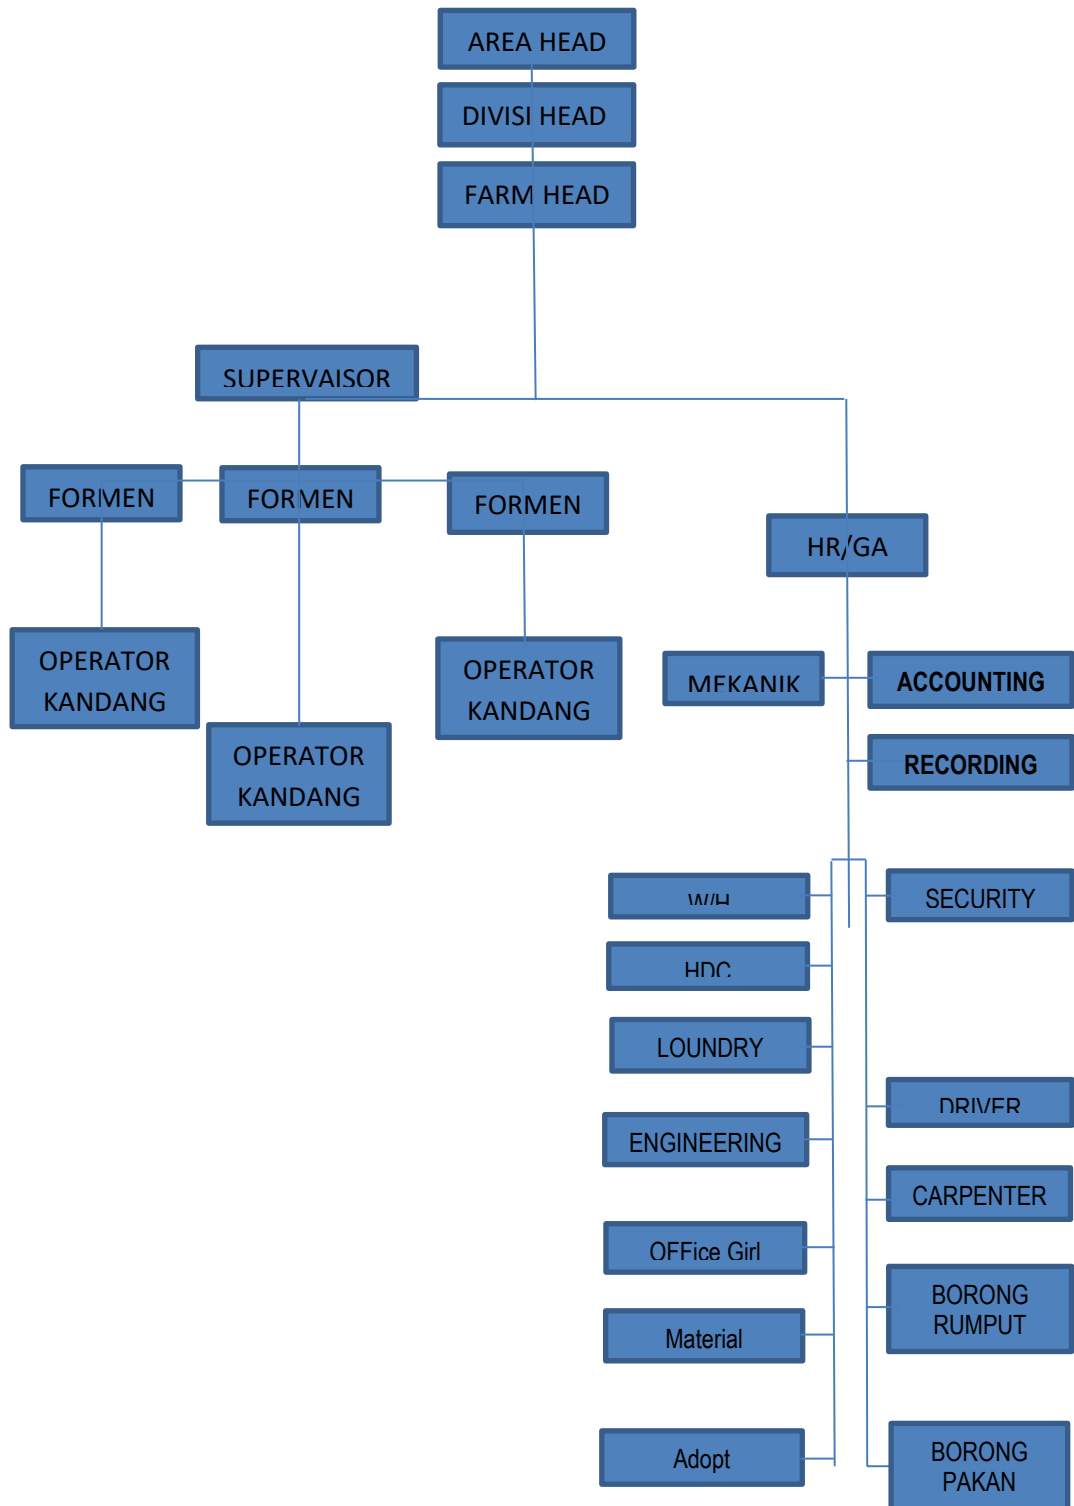 AREA HEAD
DIVISI HEAD
FARM HEAD
SUPERVAISOR
FORMEN
FORMEN
FORMEN
HR/GA
OPERATOR
KANDANG
OPERATOR
KANDANG
OPERATOR
KANDANG
MEKANIK
ACCOUNTING
RECORDING
W/H
SECURITY
HDC
LOUNDRY
DRIVER
ENGINEERING
CARPENTER
OFFice Girl
BORONG
RUMPUT
Material
Adopt
BORONG
PAKAN